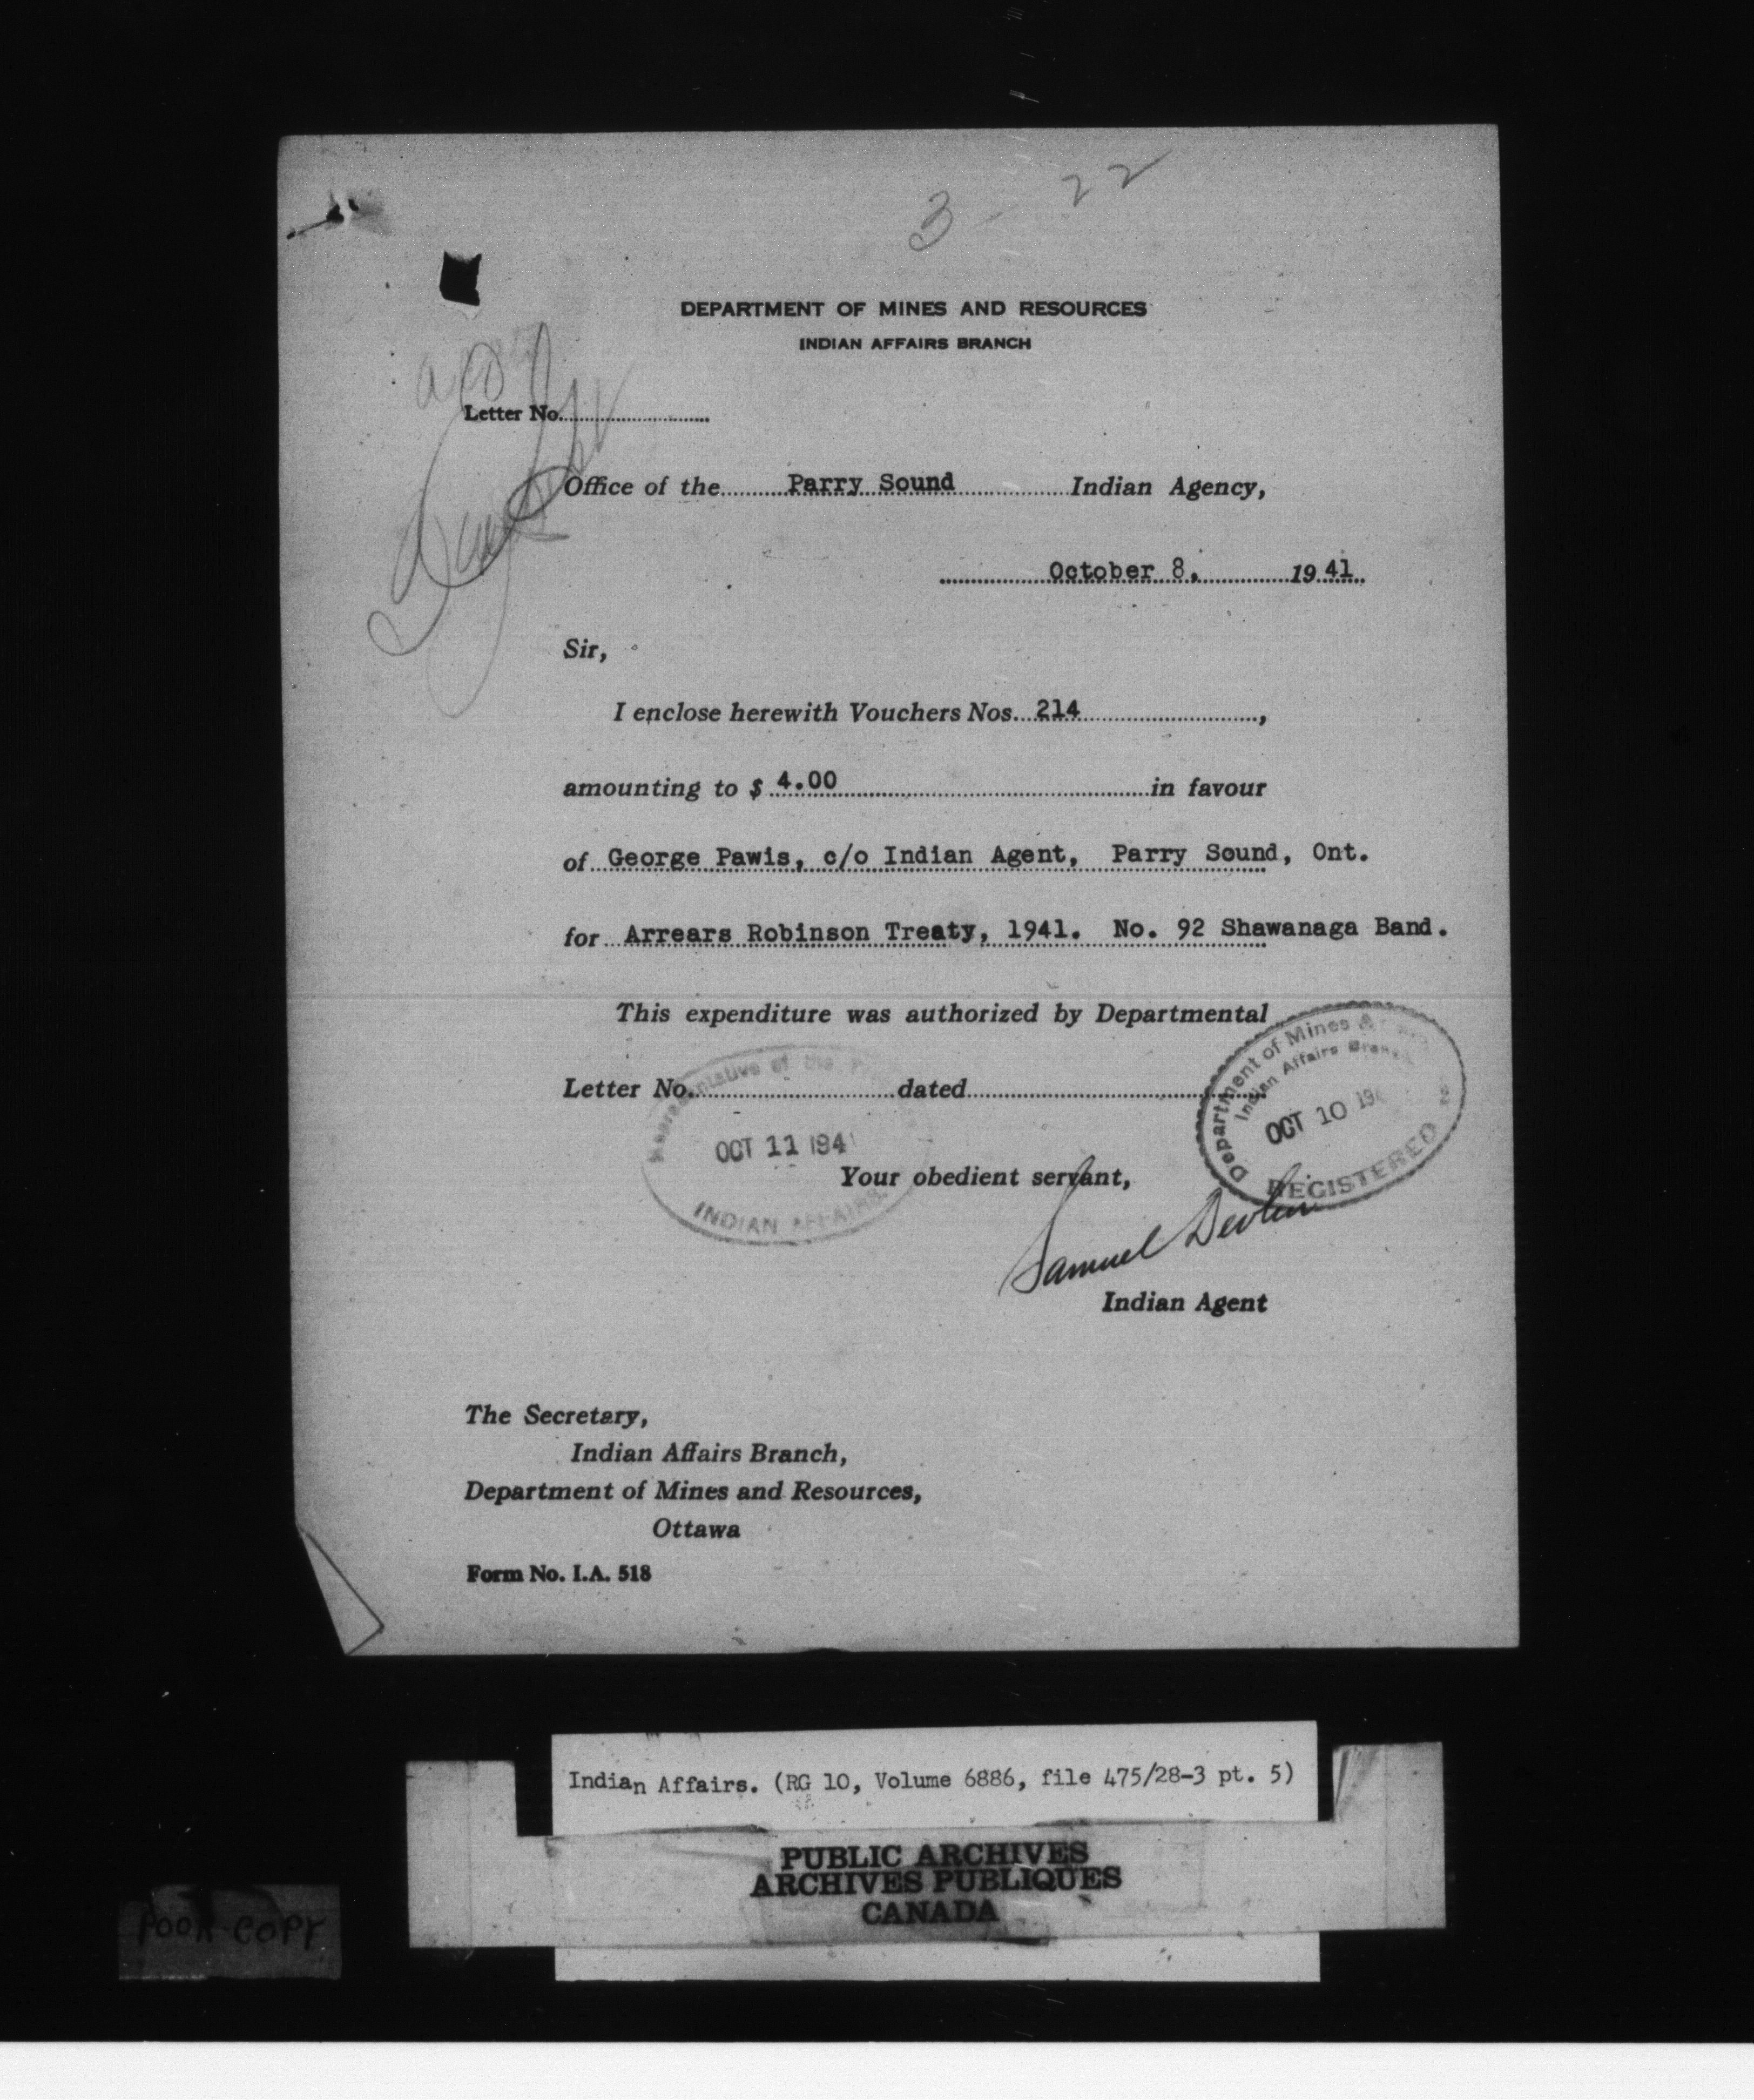 3 - 22
DEPARTMENT OF MINES AND RESOURCES
INDIAN AFFAIRS BRANCH
Letter No.
Office of the Parry Sound Indian Agency,
October 8, 1941
Sir,
I enclose herewith Vouchers Nos. 214,
amounting to $ 4.00 in favour
of George Pawis, c/o Indian Agent, Parry Sound, Ont.
for Arrears Robinson Treaty, 1941. No. 92 Shawanaga Band.
This expenditure was authorized by Departmental
Letter No. dated
Department of Mines &
Indian Affairs Branch
OCT 10 19
REGISTERED
of the
OCT 11 194
INDIAN AFFAIRS
Your obedient servant,
Samuel Devlin
Indian Agent
The Secretary,
Indian Affairs Branch,
Department of Mines and Resources,
Ottawa
Form No. I.A. 518
Indian Affairs. (RG 10, Volume 6886, file 475/28-3 pt. 5)
PUBLIC ARCHIVES
ARCHIVES PUBLIQUES
CANADA
POOR COPY